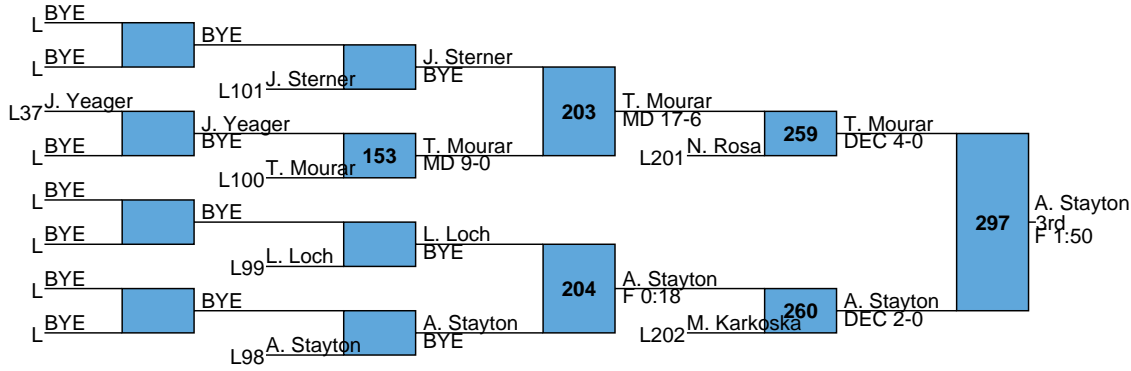 L BYE
BYE
L BYE
J. Sterner
BYE
L101 J. Sterner
L37 J. Yeager
J. Yeager
BYE
L BYE
153
T. Mourar
MD 9-0
L100 T. Mourar
203
T. Mourar
MD 17-6
L201 N. Rosa
259
T. Mourar
DEC 4-0
L BYE
BYE
L BYE
L. Loch
BYE
L99 L. Loch
L BYE
BYE
L BYE
A. Stayton
BYE
L98 A. Stayton
204
A. Stayton
F 0:18
L202 M. Karkoska
260
A. Stayton
DEC 2-0
297
A. Stayton
3rd
F 1:50